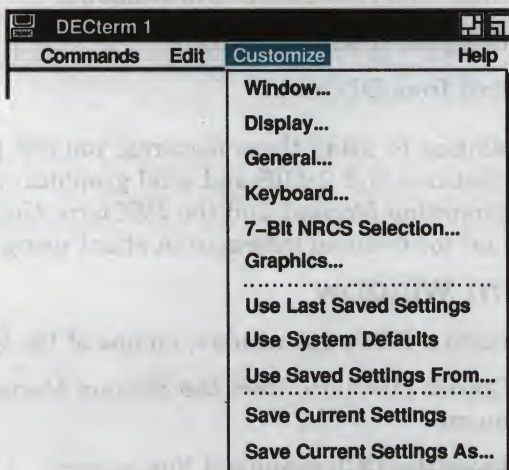 DECterm 1
Commands Edit Customize Help
Window...
Display...
General...
Keyboard...
7-Bit NRCS Selection...
Graphics...
Use Last Saved Settings
Use System Defaults
Use Saved Settings From...
Save Current Settings
Save Current Settings As...